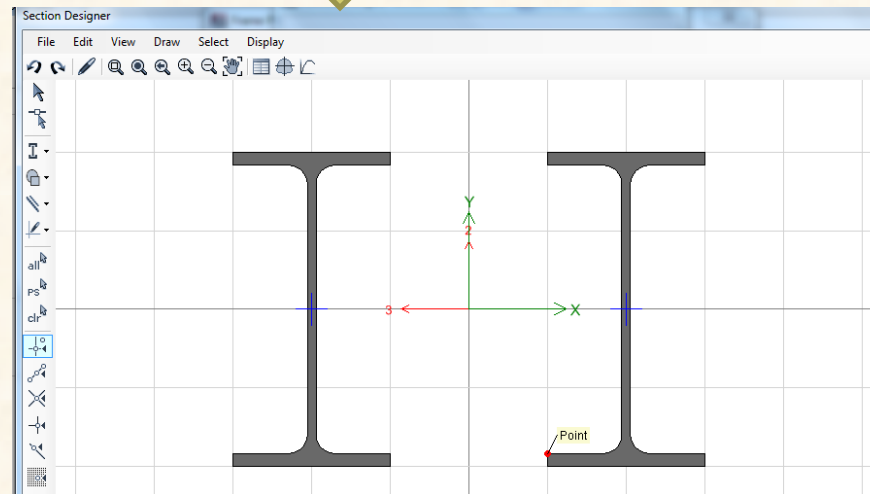 Section Designer
File Edit View Draw Select Display
all
PS
clr
Y
2
3
X
Point